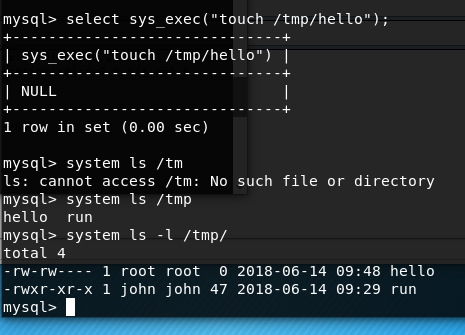 mysql> select sys_exec("touch /tmp/hello");
+-----------------------------+
| sys_exec("touch /tmp/hello") |
+-----------------------------+
| NULL                         |
+-----------------------------+
1 row in set (0.00 sec)
mysql> system ls /tm
ls: cannot access /tm: No such file or directory
mysql> system ls /tmp
hello  run
mysql> system ls -l /tmp/
total 4
-rw-rw---- 1 root root  0 2018-06-14 09:48 hello
-rwxr-xr-x 1 john john 47 2018-06-14 09:29 run
mysql>